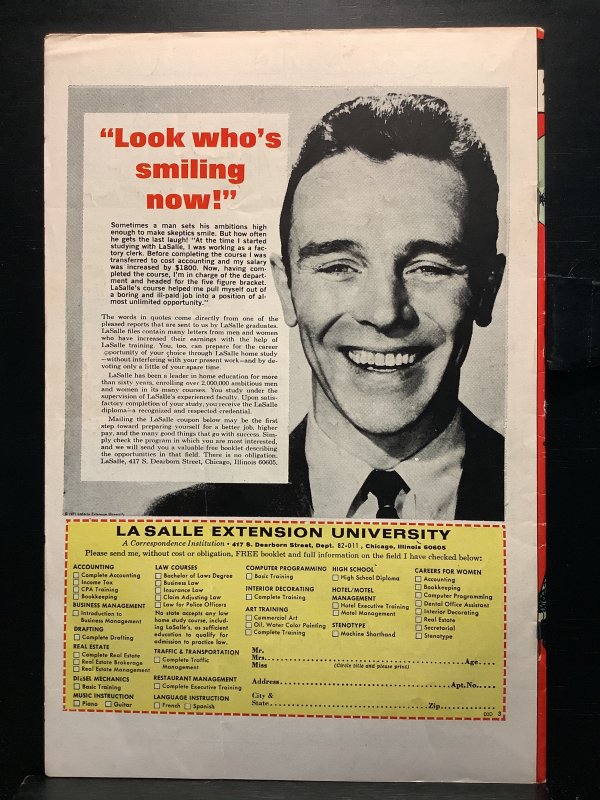 “Look who’s
smiling
now!”
Sometimes a man sets his ambitions high
enough to make skeptics smile. But how often
he gets the last laugh! “At the time I started
studying with LaSalle, I was working as a fac-
tory clerk. Before completing the course I was
transferred to cost accounting and my salary
was increased by $1800. Now, having com-
pleted the course, I’m in charge of the depart-
ment and headed for the five figure bracket.
LaSalle’s course helped me pull myself out of
a boring and ill-paid job into a position of al-
most unlimited opportunity.”
The words in quotes come directly from one of the
pleased reports that are sent to us by LaSalle graduates.
LaSalle files contain many letters from men and women
who have increased their earnings with the help of
LaSalle training. You, too, can prepare for the career
opportunity of your choice through LaSalle home study
—without interfering with your present work—and by de-
voting only a little of your spare time.
LaSalle has been a leader in home education for more
than sixty years, enrolling over 2,000,000 ambitious men
and women in its many courses. You study under the
supervision of LaSalle’s experienced faculty. Upon satis-
factory completion of your study, you receive the LaSalle
diploma—a recognized and respected credential.
Mailing the LaSalle coupon below may be the first
step toward preparing yourself for a better job, higher
pay, and the many good things that go with success. Sim-
ply check the program in which you are most interested,
and we will send you a valuable free booklet describing
the opportunities in that field. There is no obligation.
LaSalle, 417 S. Dearborn Street, Chicago, Illinois 60605.
© 1971 LaSalle Extension University
LA SALLE EXTENSION UNIVERSITY
A Correspondence Institution • 417 S. Dearborn Street, Dept. 82-011, Chicago, Illinois 60605
Please send me, without cost or obligation, FREE booklet and full information on the field I have checked below:
ACCOUNTING
Complete Accounting
Income Tax
CPA Training
Bookkeeping
BUSINESS MANAGEMENT
Introduction to
Business Management
DRAFTING
Complete Drafting
REAL ESTATE
Complete Real Estate
Real Estate Brokerage
Real Estate Management
DIESEL MECHANICS
Basic Training
MUSIC INSTRUCTION
Piano Guitar
LAW COURSES
Bachelor of Laws Degree
Business Law
Insurance Law
Claim Adjusting Law
Law for Police Officers
No state accepts any law
home study course, includ-
ing LaSalle’s, as sufficient
education to qualify for
admission to practice law.
TRAFFIC & TRANSPORTATION
Complete Traffic
Management
RESTAURANT MANAGEMENT
Complete Executive Training
LANGUAGE INSTRUCTION
French Spanish
COMPUTER PROGRAMMING
Basic Training
INTERIOR DECORATING
Complete Training
ART TRAINING
Commercial Art
Oil, Water Color Painting
Complete Training
HIGH SCHOOL
High School Diploma
HOTEL/MOTEL
MANAGEMENT
Hotel Executive Training
Motel Management
STENOTYPE
Machine Shorthand
CAREERS FOR WOMEN
Accounting
Bookkeeping
Computer Programming
Dental Office Assistant
Interior Decorating
Real Estate
Secretarial
Stenotype
Mr.
Mrs.
Miss (Circle title and please print) Age
Address Apt. No.
City &
State Zip